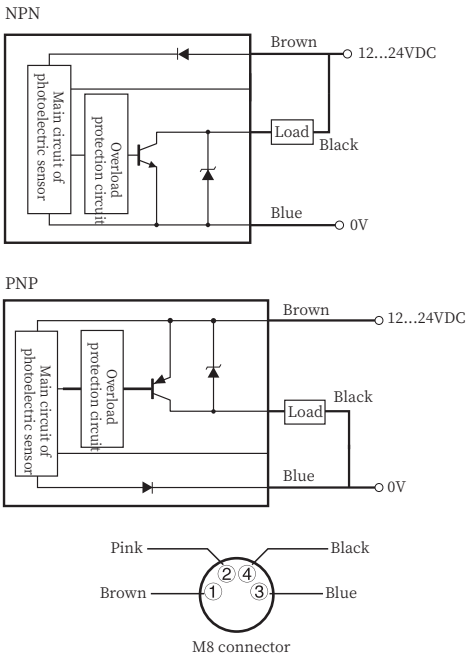 NPN
Brown
12...24VDC
Main circuit of
photoelectric sensor
Overload
protection circuit
Load
Black
Blue
0V
PNP
Brown
12...24VDC
Main circuit of
photoelectric sensor
Overload
protection circuit
Load
Black
Blue
0V
Pink
Black
2 4
Brown
1 3
Blue
M8 connector